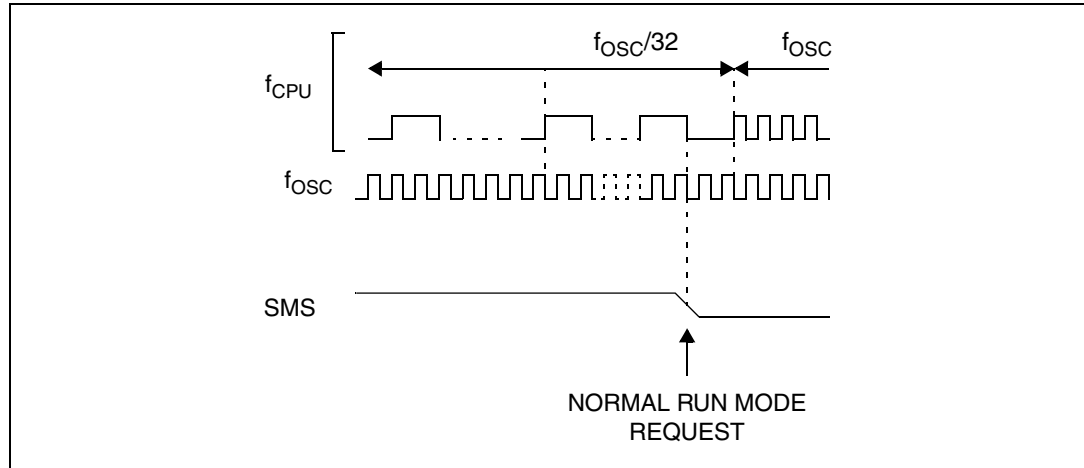 fOSC/32
fOSC
fCPU
fOSC
SMS
NORMAL RUN MODE
REQUEST